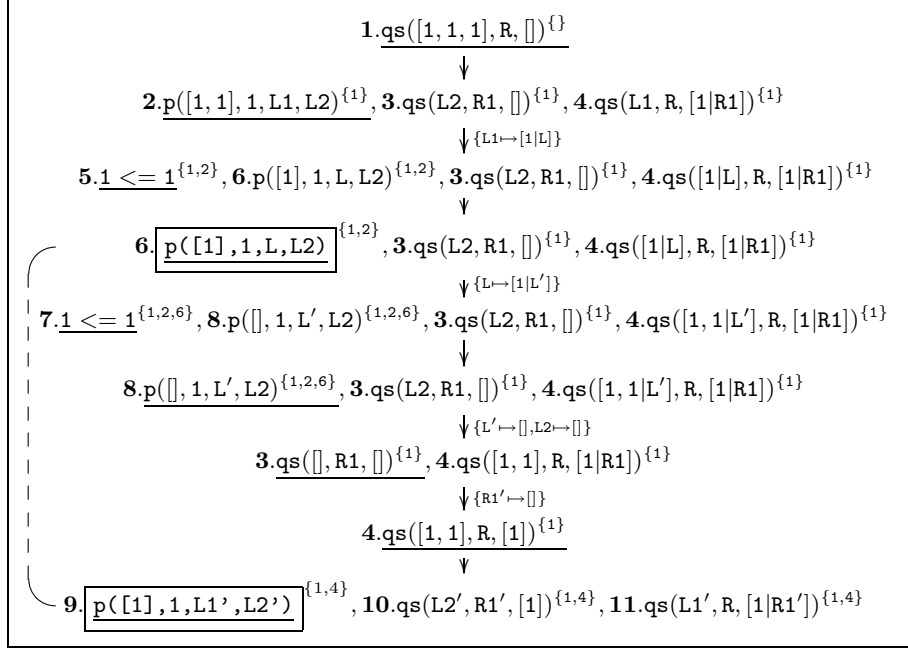 1.qs([1, 1, 1], R, [])^{}
2.p([1, 1], 1, L1, L2)^{1}, 3.qs(L2, R1, [])^{1}, 4.qs(L1, R, [1|R1])^{1}
{L1↦[1|L]}
5.1 <= 1^{1,2}, 6.p([1], 1, L, L2)^{1,2}, 3.qs(L2, R1, [])^{1}, 4.qs([1|L], R, [1|R1])^{1}
6. p([1],1,L,L2)^{1,2}, 3.qs(L2, R1, [])^{1}, 4.qs([1|L], R, [1|R1])^{1}
{L↦[1|L′]}
7.1 <= 1^{1,2,6}, 8.p([], 1, L′, L2)^{1,2,6}, 3.qs(L2, R1, [])^{1}, 4.qs([1, 1|L′], R, [1|R1])^{1}
8.p([], 1, L′, L2)^{1,2,6}, 3.qs(L2, R1, [])^{1}, 4.qs([1, 1|L′], R, [1|R1])^{1}
{L′↦[],L2↦[]}
3.qs([], R1, [])^{1}, 4.qs([1, 1], R, [1|R1])^{1}
{R1′↦[]}
4.qs([1, 1], R, [1])^{1}
9. p([1],1,L1',L2')^{1,4}, 10.qs(L2′, R1′, [1])^{1,4}, 11.qs(L1′, R, [1|R1′])^{1,4}